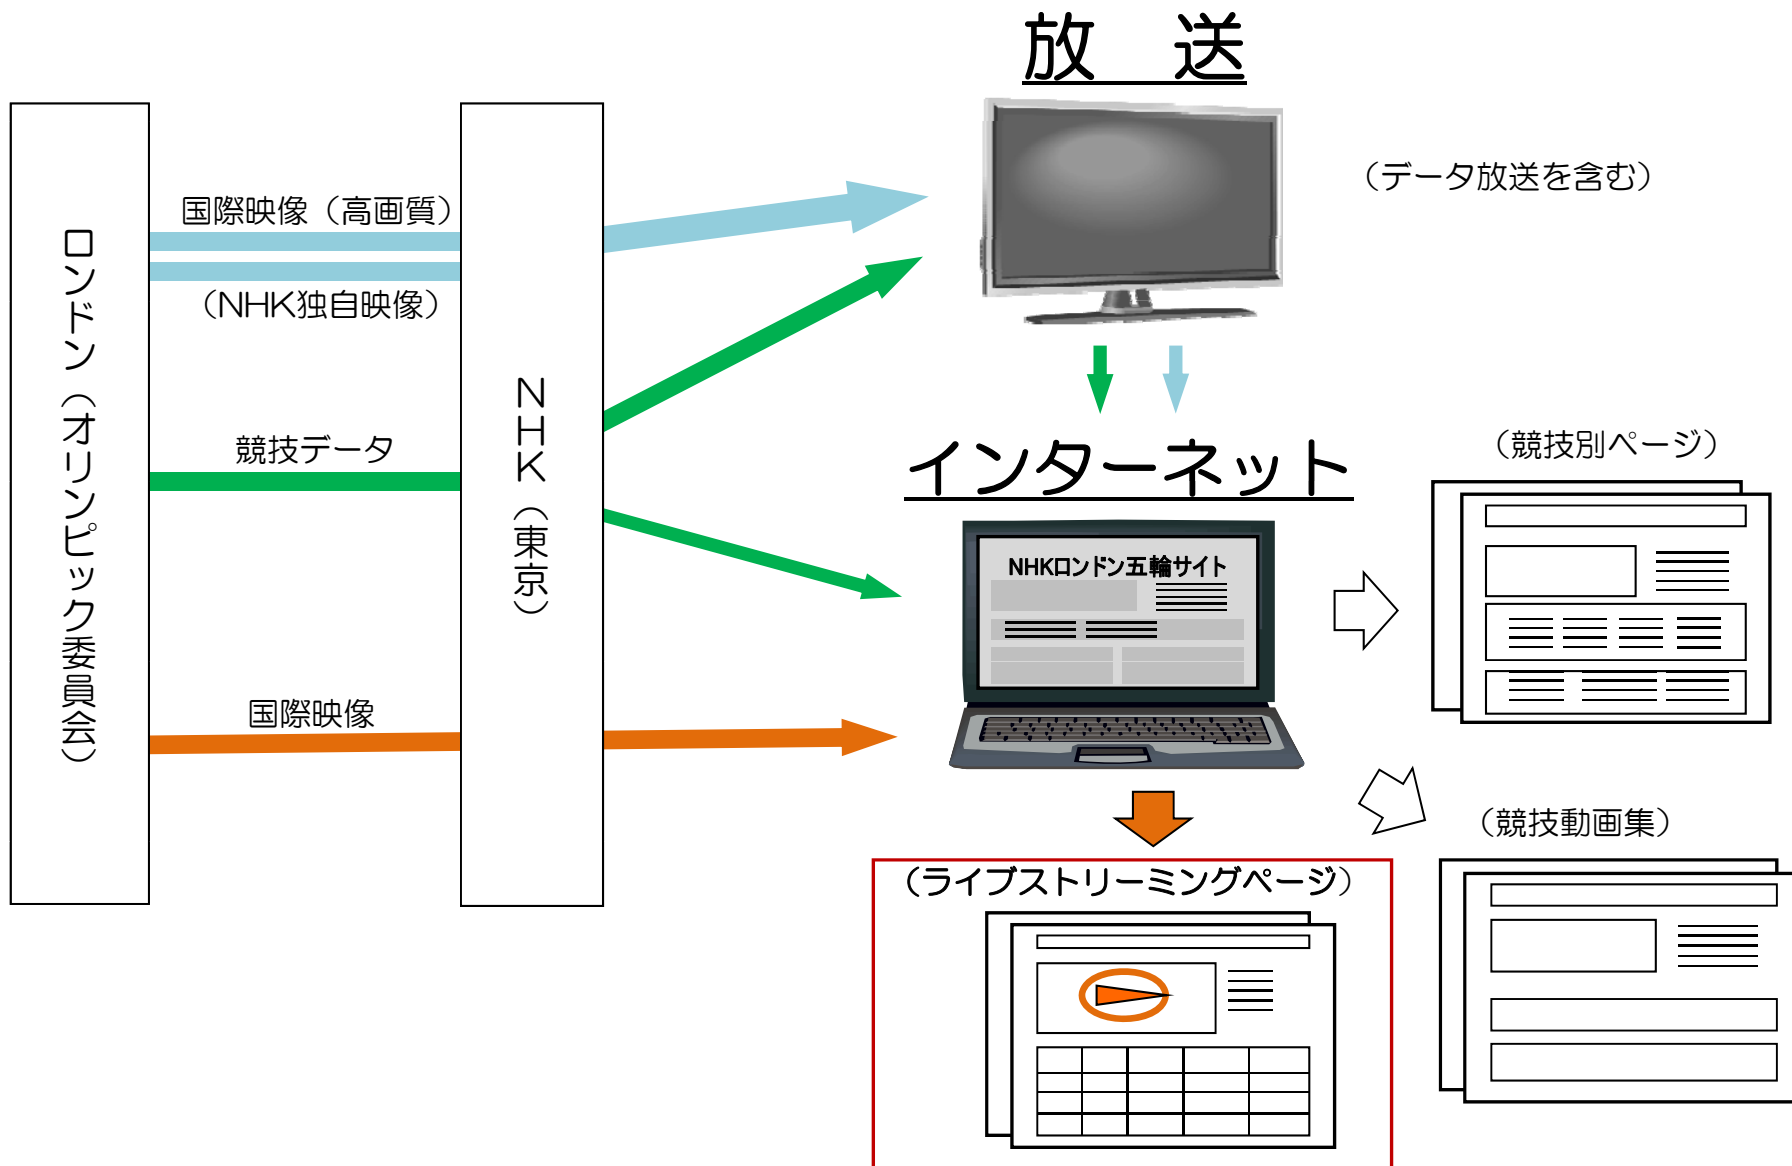 放　送
（データ放送を含む）
国際映像（高画質）
（NHK独自映像）
ロンドン（オリンピック委員会）
NHK（東京）
競技データ
国際映像
インターネット
NHKロンドン五輪サイト
（競技別ページ）
（競技動画集）
（ライブストリーミングページ）